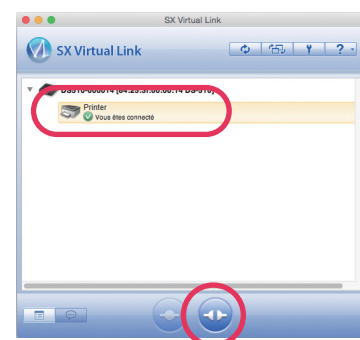 SX Virtual Link
SX Virtual Link
?
Printer
Vous êtes connecté